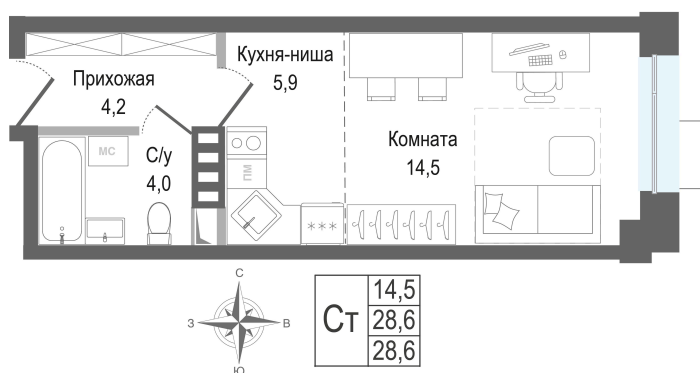 Кухня-ниша
5,9
Прихожая
4,2
Комната
14,5
С/у
4,0
МС
ПМ
***
С
З
В
Ю
Ст
14,5
28,6
28,6